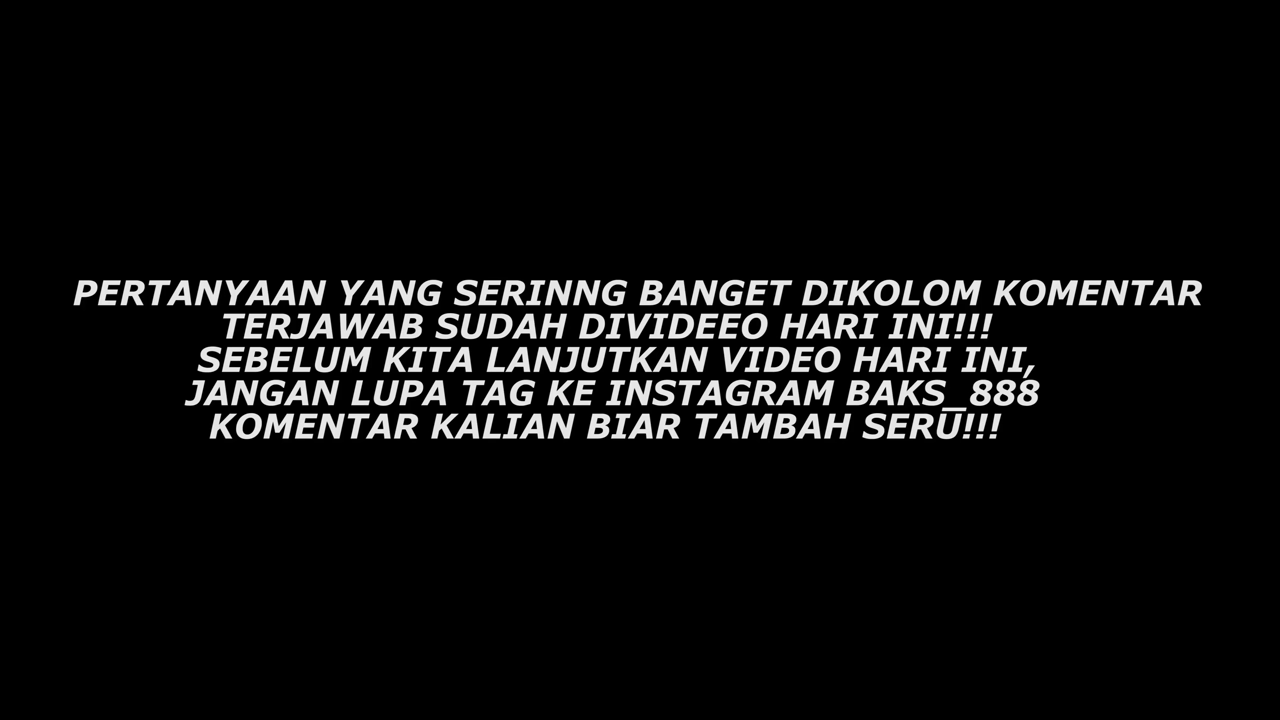 PERTANYAAN YANG SERINNG BANGET DIKOLOM KOMENTAR
TERJAWAB SUDAH DIVIDEEO HARI INI!!!
SEBELUM KITA LANJUTKAN VIDEO HARI INI,
JANGAN LUPA TAG KE INSTAGRAM BAKS_888
KOMENTAR KALIAN BIAR TAMBAH SERU!!!